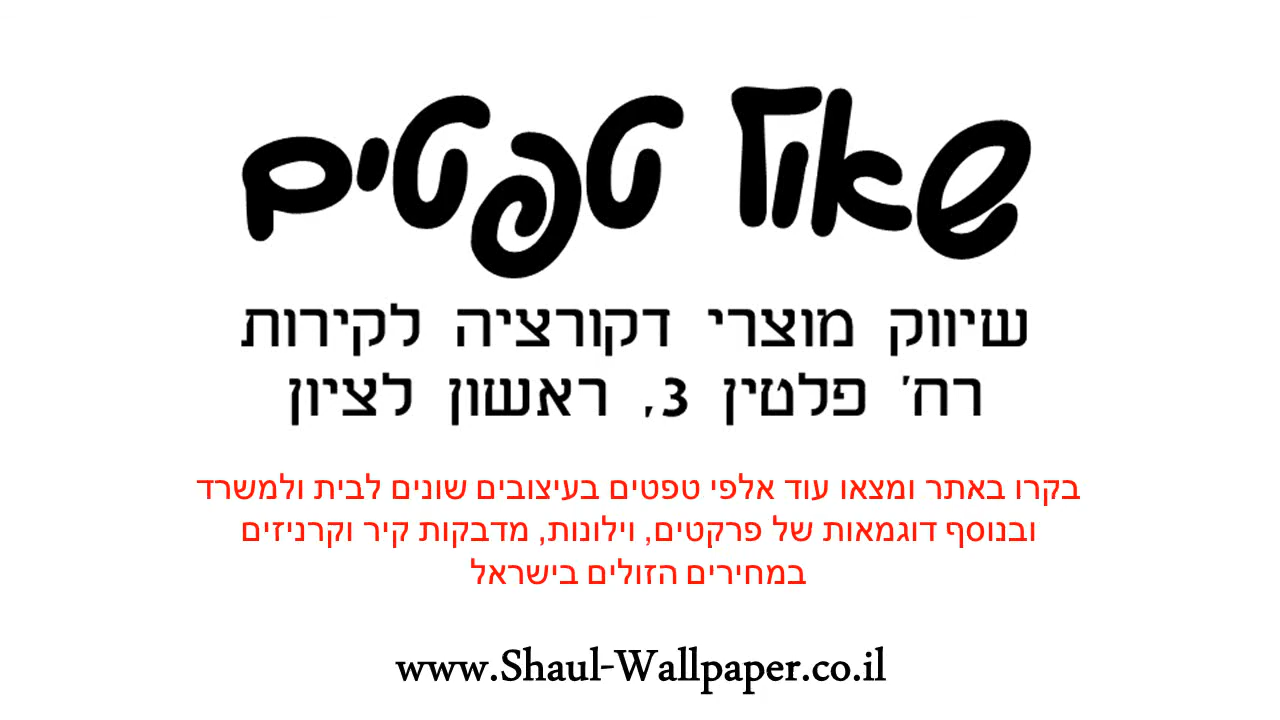 שאול טפטים
שיווק מוצרי דקורציה לקירות
רח' פלטין 3, ראשון לציון
בקרו באתר ומצאו עוד אלפי טפטים בעיצובים שונים לבית ולמשרד
ובנוסף דוגמאות של פרקטים, וילונות, מדבקות קיר וקרניזים
במחירים הזולים בישראל
www.Shaul-Wallpaper.co.il